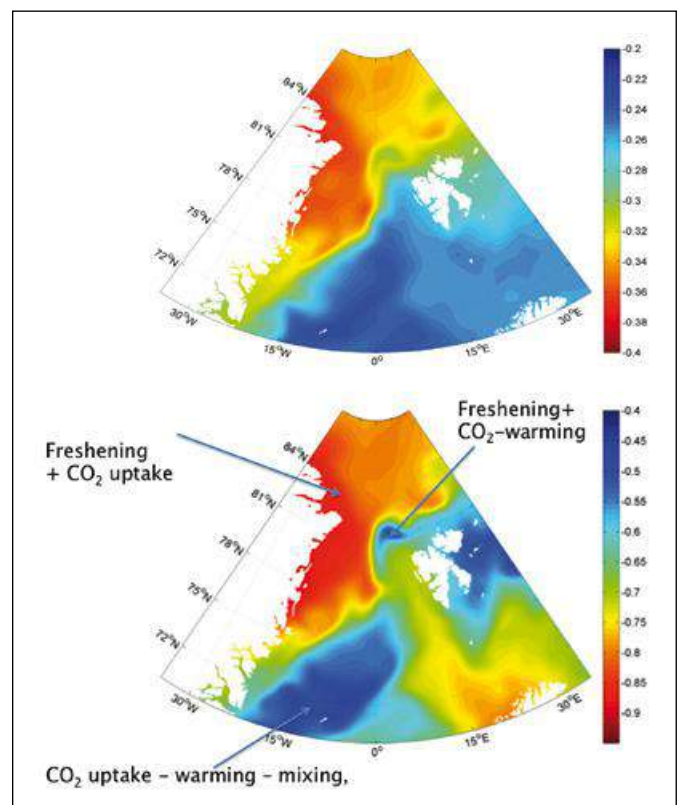 84°N
81°N
78°N
75°N
72°N
30°W
15°W
0°
15°E
30°E
-0.2
-0.22
-0.24
-0.26
-0.28
-0.3
-0.32
-0.34
-0.36
-0.38
-0.4
Freshening+
CO2-warming
Freshening
+ CO2 uptake
84°N
81°N
78°N
75°N
72°N
30°W
15°W
0°
15°E
30°E
-0.4
-0.45
-0.5
-0.55
-0.6
-0.65
-0.7
-0.75
-0.8
-0.85
-0.9
CO2 uptake - warming - mixing,